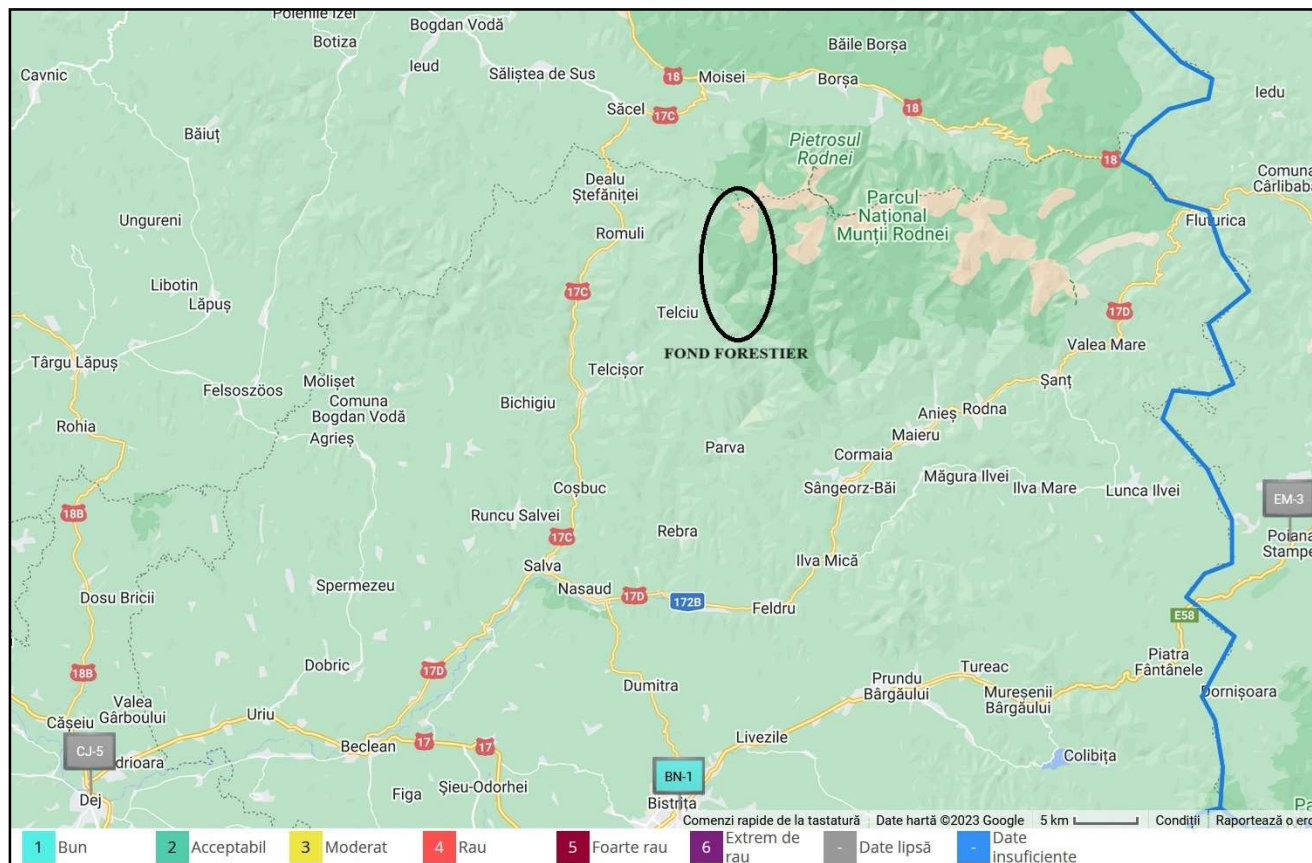 Poienile Izei
Bogdan Vodă
Botiza
Băile Borșa
Cavnic
Ieud
Săliștea de Sus
18
Moisei
Borșa
Iedu
Săcel
17C
18
Băiuț
Pietrosul
Rodnei
18
Comuna
Cârlibaba
Dealu
Ștefăniței
Parcul
Național
Munții Rodnei
Ungureni
Romuli
Fluturica
Libotin
Lăpuș
17C
Telciu
17D
Târgu Lăpuș
FOND FORESTIER
Valea Mare
Telcișor
Felsoszöos
Molișet
Comuna
Bogdan Vodă
Șanț
Bichigiu
Anieș
Rodna
Rohia
Agrieș
Maieru
Parva
Cormaia
Măgura Ilvei
Sângeorz-Băi
Ilva Mare
Lunca Ilvei
Coșbuc
EM-3
18B
Runcu Salvei
Rebra
17C
Poiana
Stampei
Salva
Ilva Mică
Spermezeu
Nasaud
17D
172B
Feldru
Dosu Bricii
E58
Piatra
Fântânele
Dobric
17D
Tureac
18B
Dumitra
Prundu
Bârgăului
Mureșenii
Bârgăului
Dornișoara
Valea
Gârboului
Cășeiu
Uriu
Livezile
CJ-5
drioara
Beclean
17
17
Colibița
BN-1
Dej
Figa
Șieu-Odorhei
Bistrița
Pa
Comenzi rapide de la tastatură Date hartă ©2023 Google 5 km Condiții Raportează o erc
1 Bun 2 Acceptabil 3 Moderat 4 Rau 5 Foarte rau 6 Extrem de rau - Date lipsă - Date insuficiente